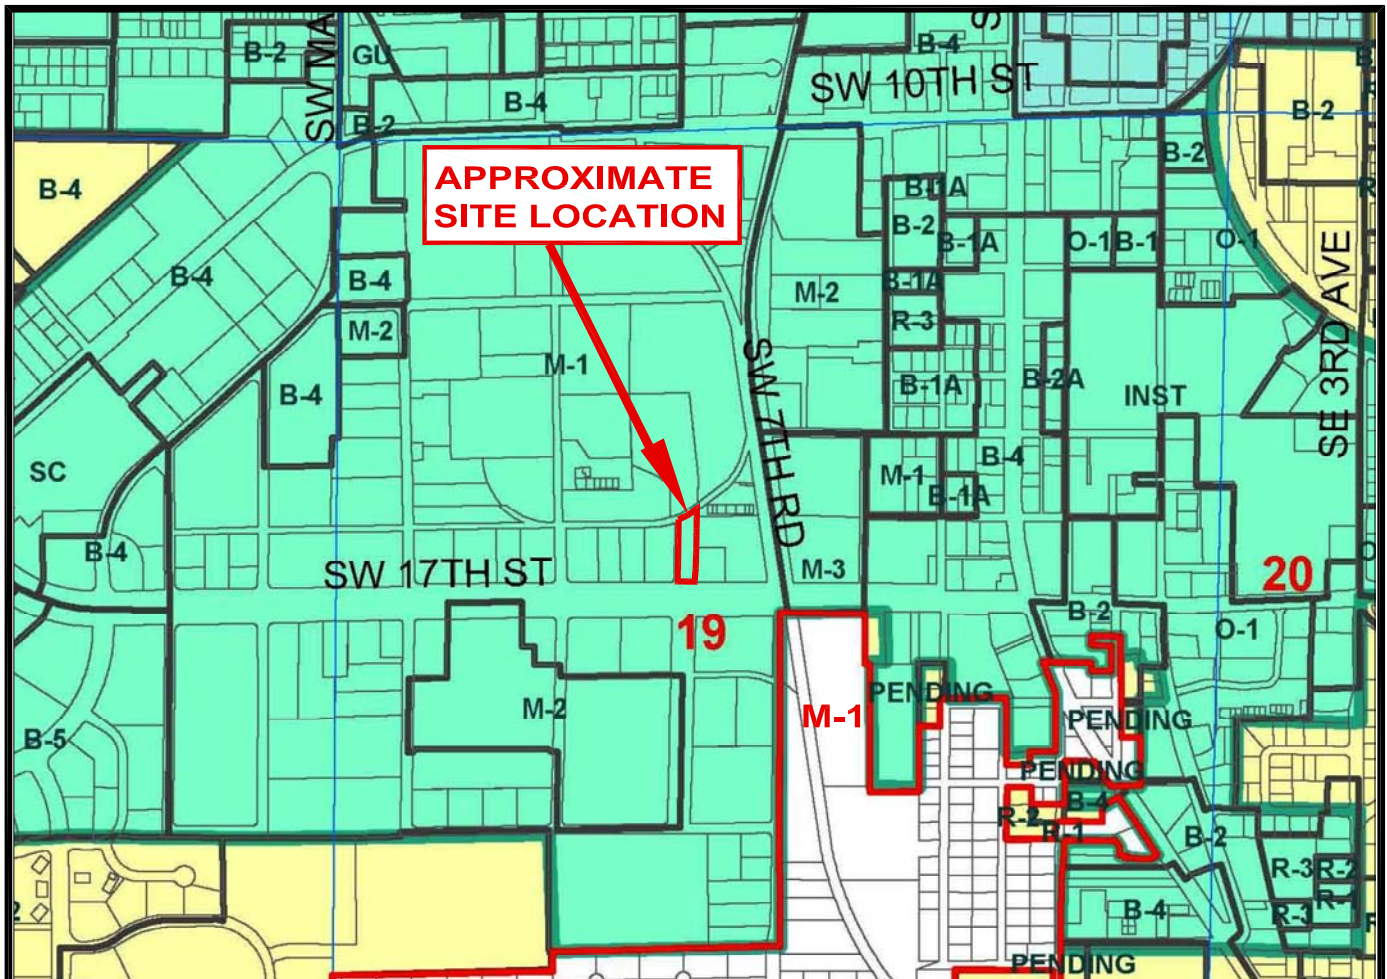 SW MA
B-2
GU
B-4
S
SW 10TH ST
B-4
B-2
B-2
B-2
B-4
APPROXIMATE
SITE LOCATION
B-1A
B-2
B-1A
O-1
B-1
O-1
B-4
B-4
B-1A
M-2
R-3
M-2
M-1
SW 7TH RD
SE 3RD AVE
B-4
B-1A
B-2A
INST
SC
M-1
B-4
B-1A
B-4
SW 17TH ST
M-3
20
19
B-2
O-1
M-2
M-1
PENDING
PENDING
B-5
PENDING
B-4
R-2
R-1
B-2
R-3
R-2
R-1
R-3
B-4
PENDING